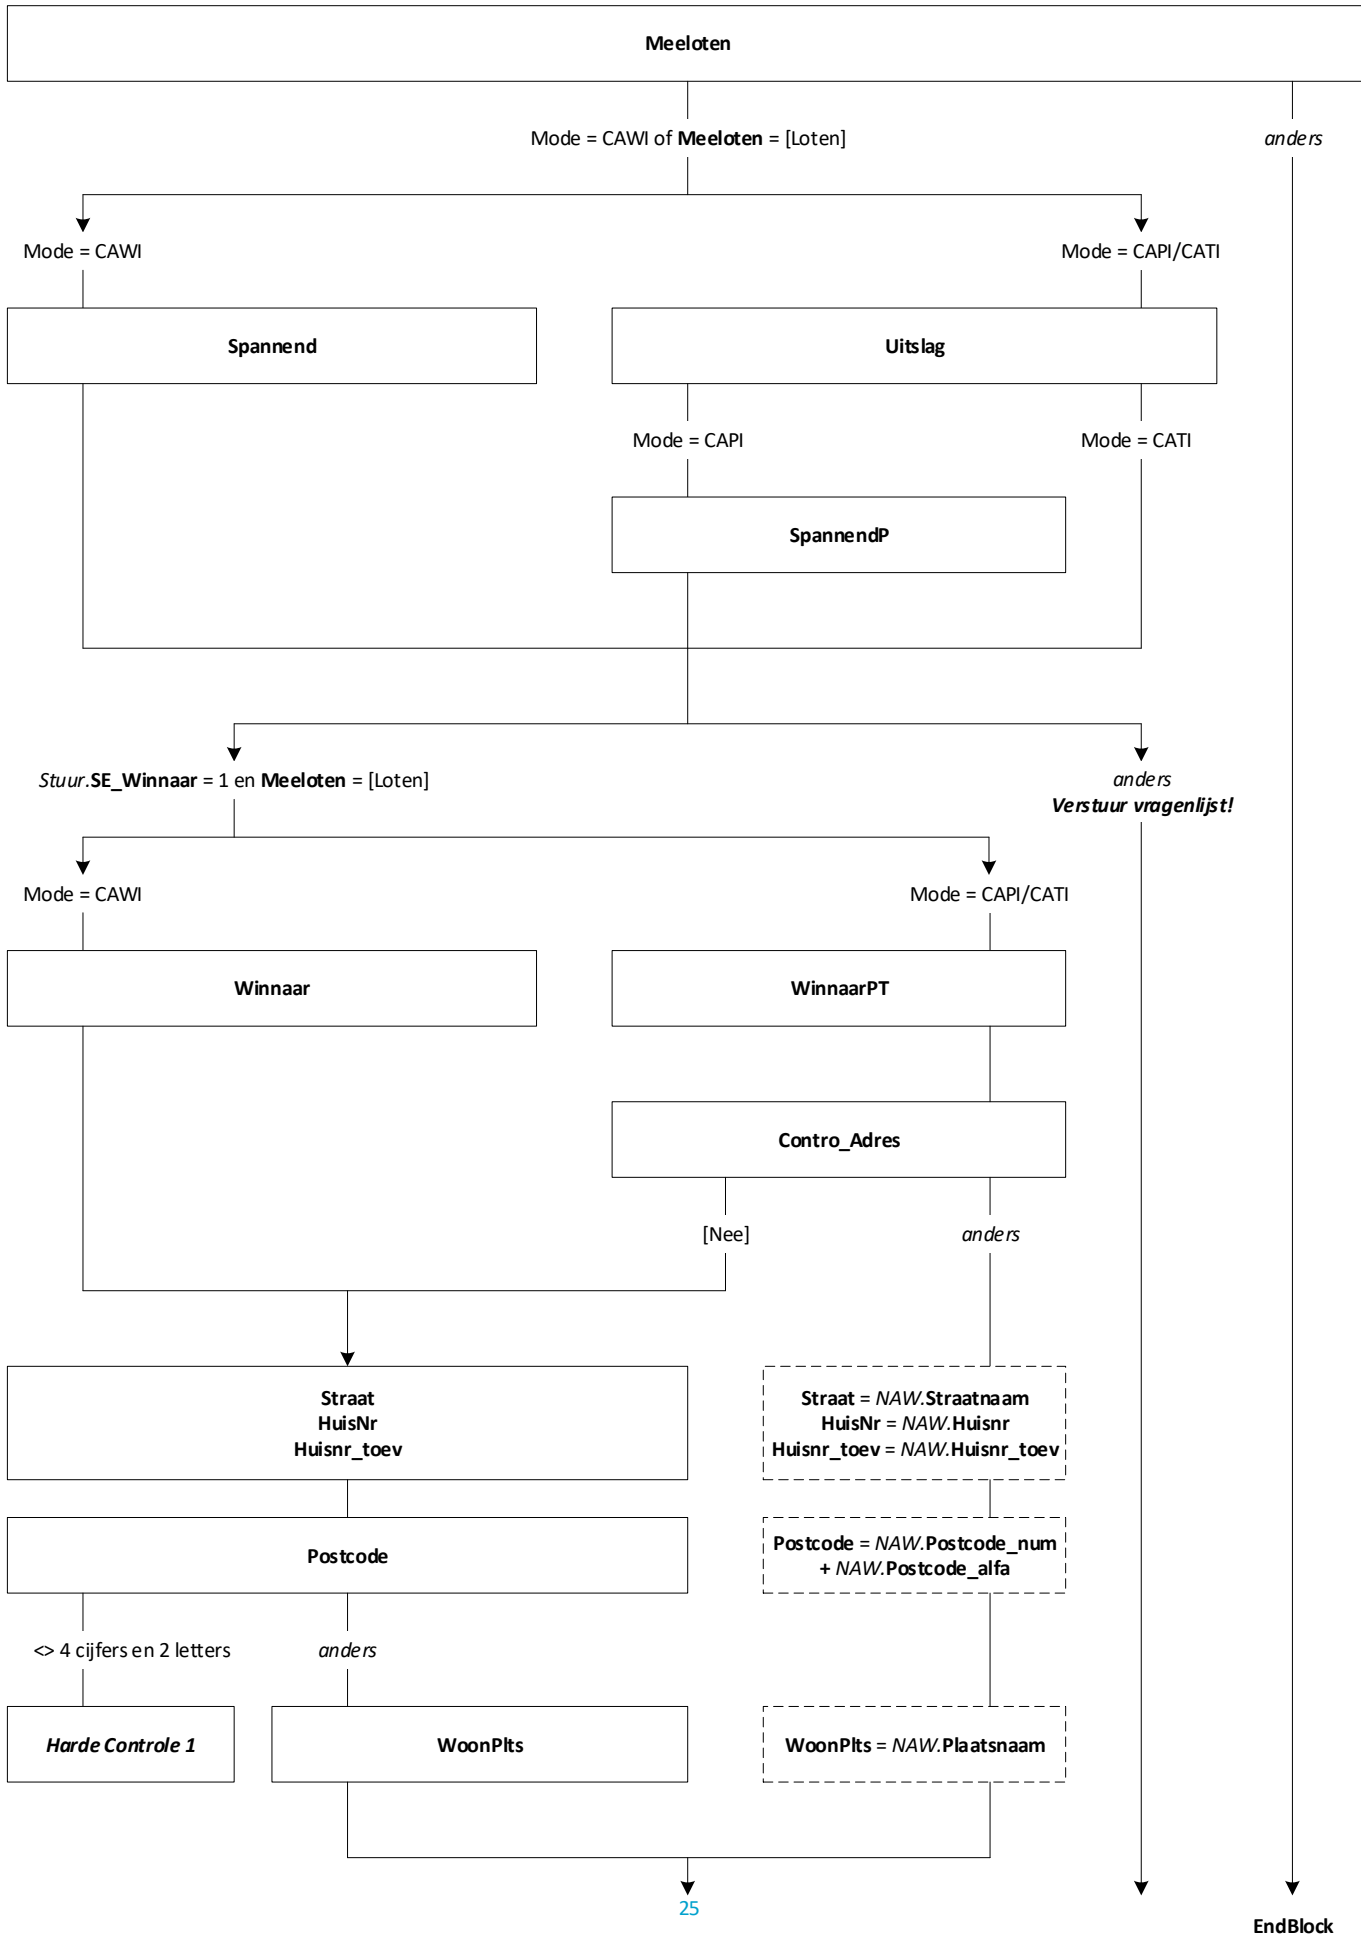 Meeloten
Mode = CAWI of Meeloten = [Loten]
anders
Mode = CAWI
Mode = CAPI/CATI
Spannend
Uitslag
Mode = CAPI
Mode = CATI
SpannendP
Stuur.SE_Winnaar = 1 en Meeloten = [Loten]
anders
Verstuur vragenlijst!
Mode = CAWI
Mode = CAPI/CATI
Winnaar
WinnaarPT
Contro_Adres
[Nee]
anders
Straat
HuisNr
Huisnr_toev
Straat = NAW.Straatnaam
HuisNr = NAW.Huisnr
Huisnr_toev = NAW.Huisnr_toev
Postcode
Postcode = NAW.Postcode_num
+ NAW.Postcode_alfa
<> 4 cijfers en 2 letters
anders
Harde Controle 1
WoonPlts
WoonPlts = NAW.Plaatsnaam
25
EndBlock